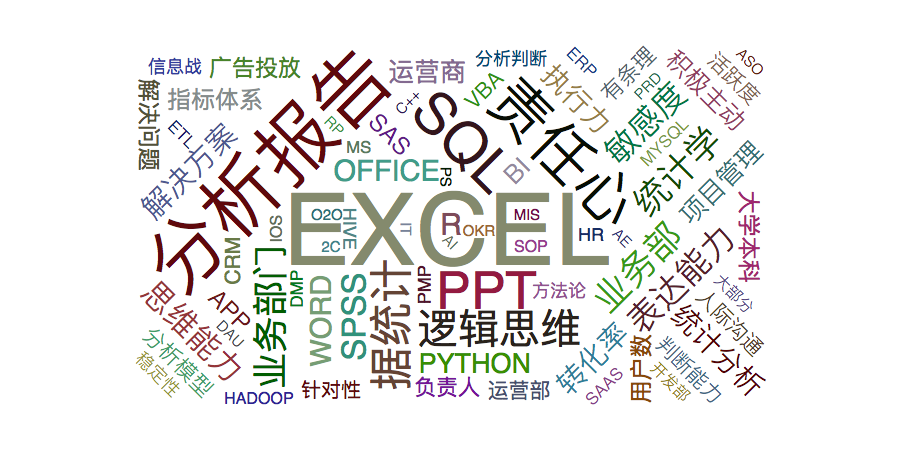 信息战
广告投放
运营商
分析判断
ERP
有条理
积极主动
ASO
活跃度
解决问题
指标体系
分析报告
C++
VBA
执行力
PRD
ETL
RP
SAS
SQL
责任心
敏感度
MYSQL
解决方案
MS
OFFICE
PS
BI
统计学
项目管理
EXCEL
O2O
HIVE
2C
IT
R
AI
OKR
MIS
SOP
HR
AE
大学本科
IOS
CRM
业务部门
DMP
思维能力
APP
DAU
WORD
SPSS
据统计
PMP
PPT
方法论
业务部
表达能力
大部分
人际沟通
逻辑思维
分析模型
稳定性
PYTHON
转化率
用户数
统计分析
判断能力
开发部
HADOOP
针对性
负责人
运营部
SAAS